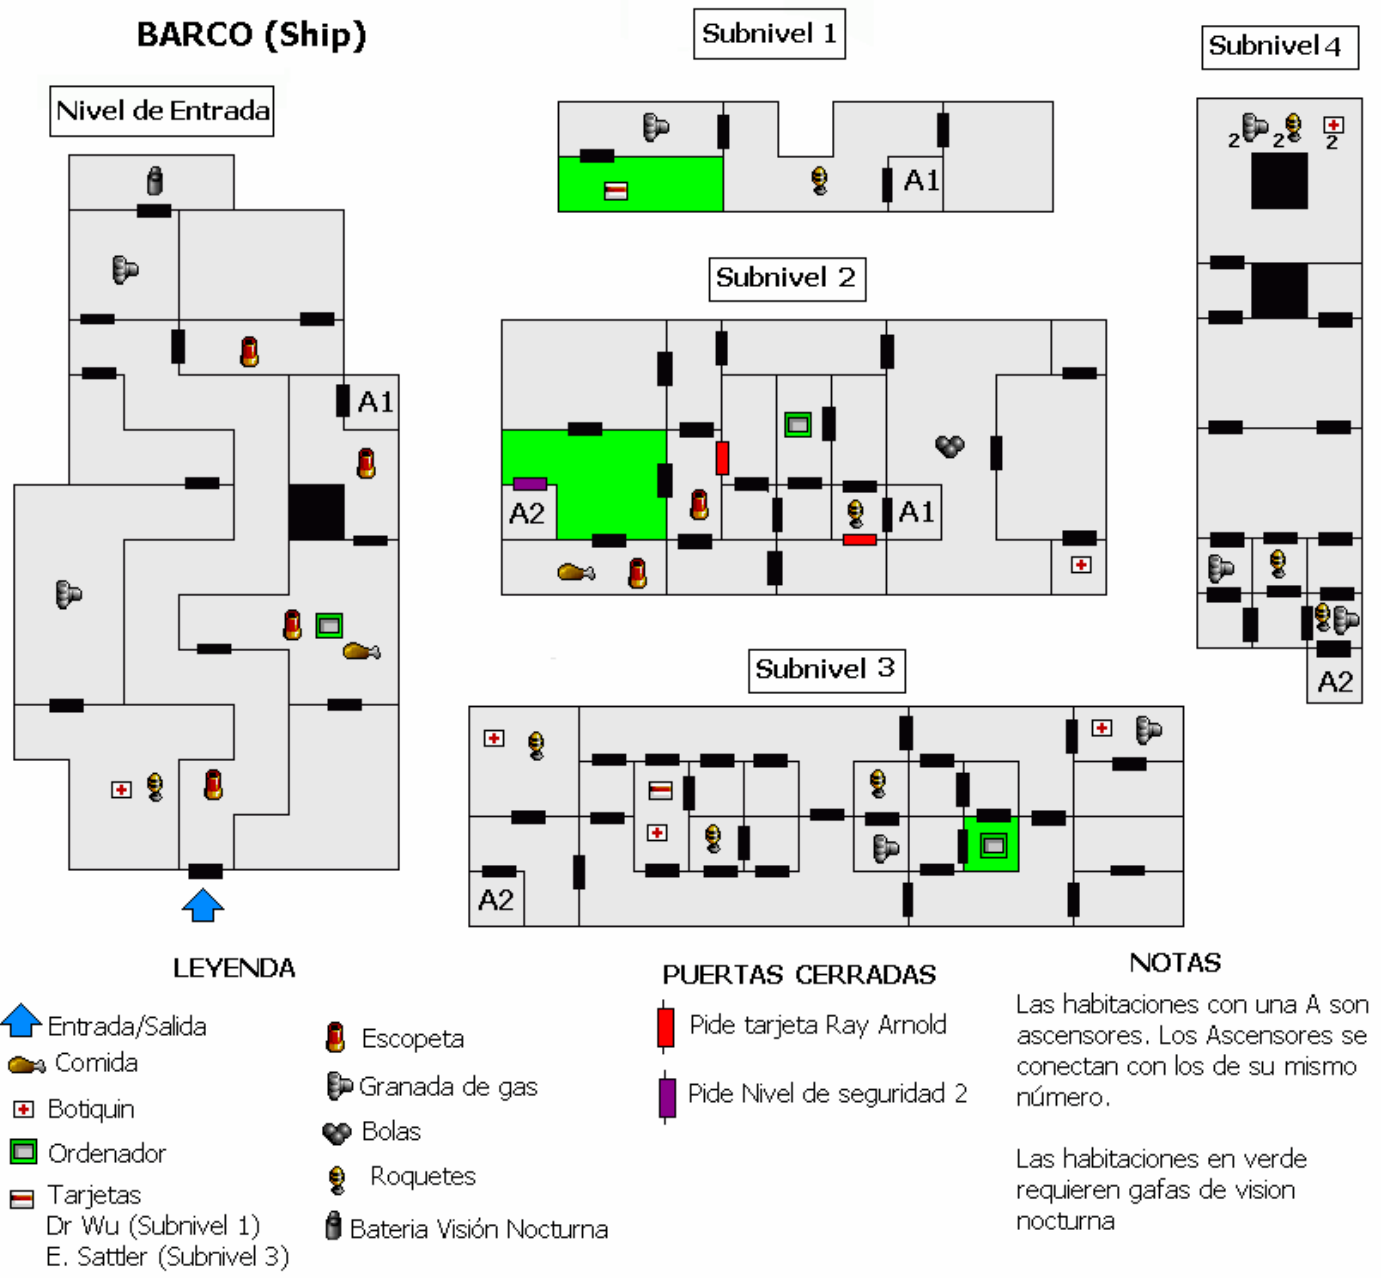 BARCO (Ship)
Subnivel 1
Subnivel 4
Nivel de Entrada
2 2 2
A1
A1
Subnivel 2
A2
A1
Subnivel 3
A2
A2
LEYENDA
Entrada/Salida
Comida
Botiquin
Ordenador
Tarjetas
Dr Wu (Subnivel 1)
E. Sattler (Subnivel 3)
Escopeta
Granada de gas
Bolas
Roquetes
Bateria Visión Nocturna
PUERTAS CERRADAS
Pide tarjeta Ray Arnold
Pide Nivel de seguridad 2
NOTAS
Las habitaciones con una A son
ascensores. Los Ascensores se
conectan con los de su mismo
número.
Las habitaciones en verde
requieren gafas de vision
nocturna